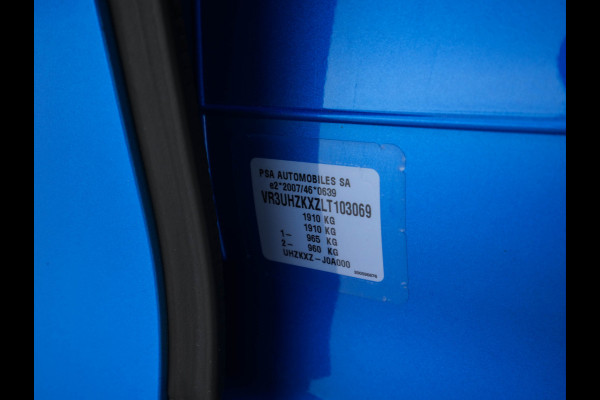 PSA AUTOMOBILES SA
e2*2007/46*0639
VR3UHZKXZLT103069
1910 KG
1910 KG
1- 965 KG
2- 960 KG
UHZKXZ-J0A000